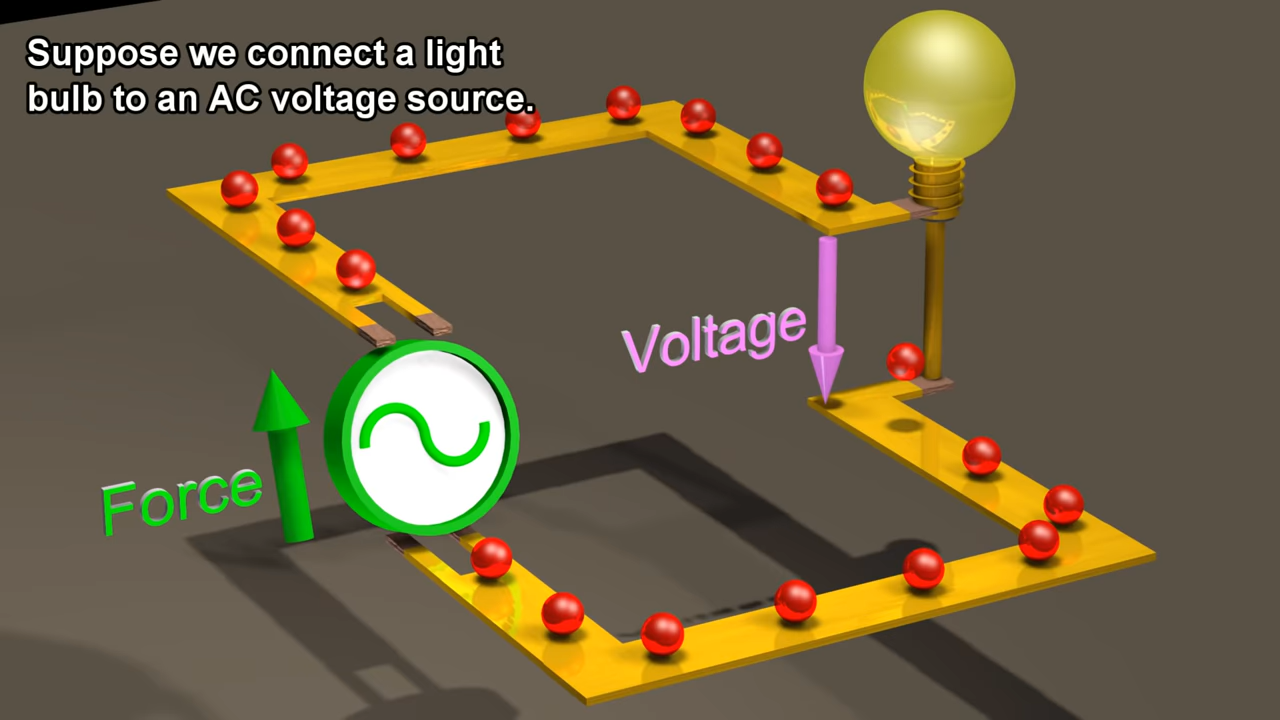 Suppose we connect a light
bulb to an AC voltage source.
Voltage
Force